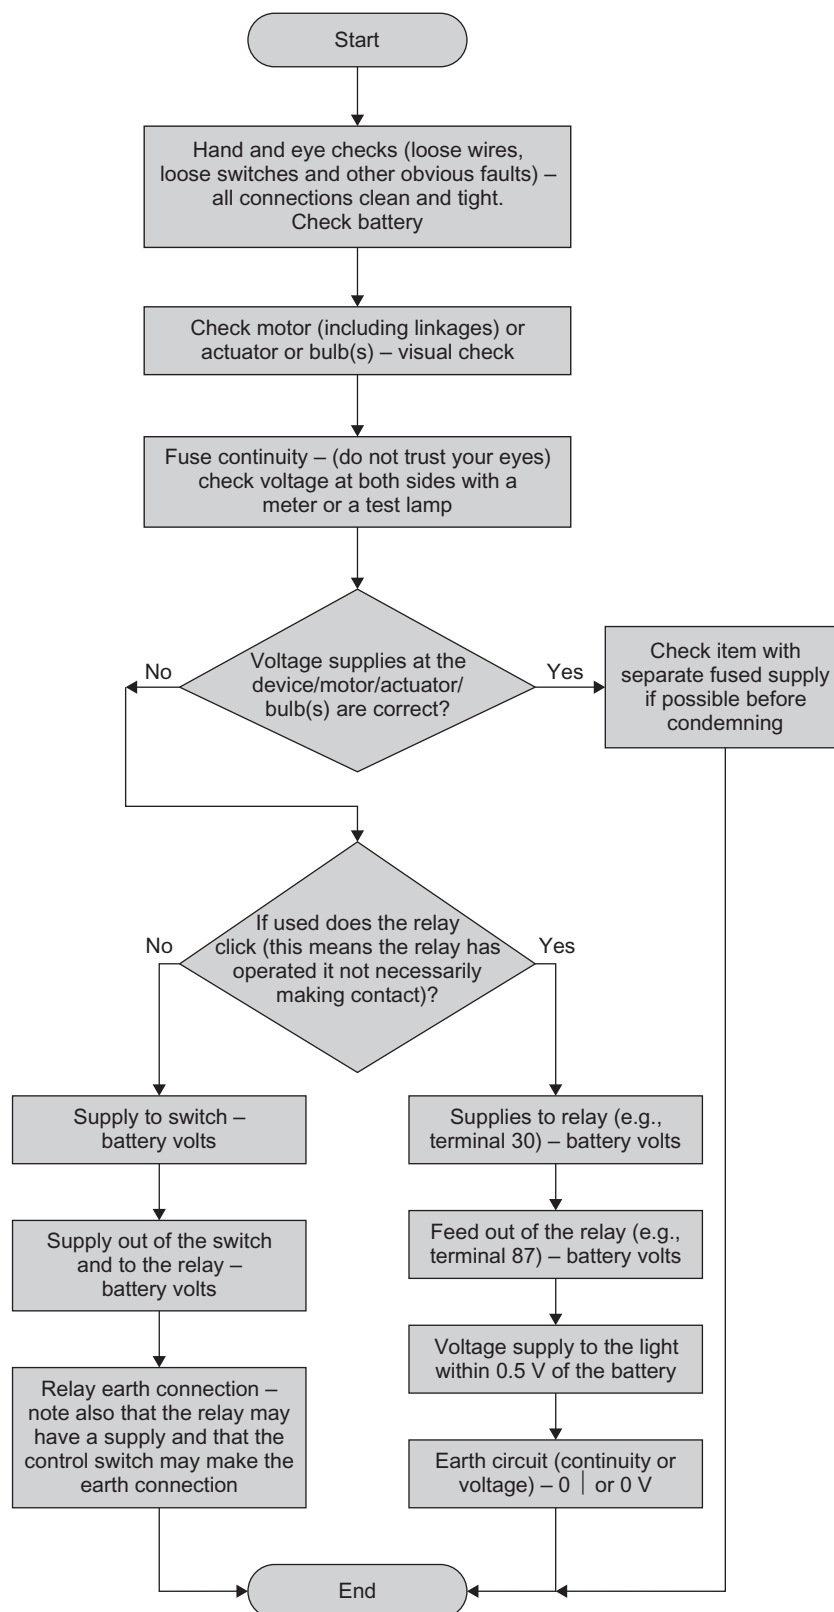 Start
Hand and eye checks (loose wires,
loose switches and other obvious faults) –
all connections clean and tight.
Check battery
Check motor (including linkages) or
actuator or bulb(s) – visual check
Fuse continuity – (do not trust your eyes)
check voltage at both sides with a
meter or a test lamp
No
Voltage supplies at the
device/motor/actuator/
bulb(s) are correct?
Yes
Check item with
separate fused supply
if possible before
condemning
No
If used does the relay
click (this means the relay has
operated it not necessarily
making contact)?
Yes
Supply to switch –
battery volts
Supply out of the switch
and to the relay –
battery volts
Relay earth connection –
note also that the relay may
have a supply and that the
control switch may make the
earth connection
Supplies to relay (e.g.,
terminal 30) – battery volts
Feed out of the relay (e.g.,
terminal 87) – battery volts
Voltage supply to the light
within 0.5 V of the battery
Earth circuit (continuity or
voltage) – 0 | or 0 V
End